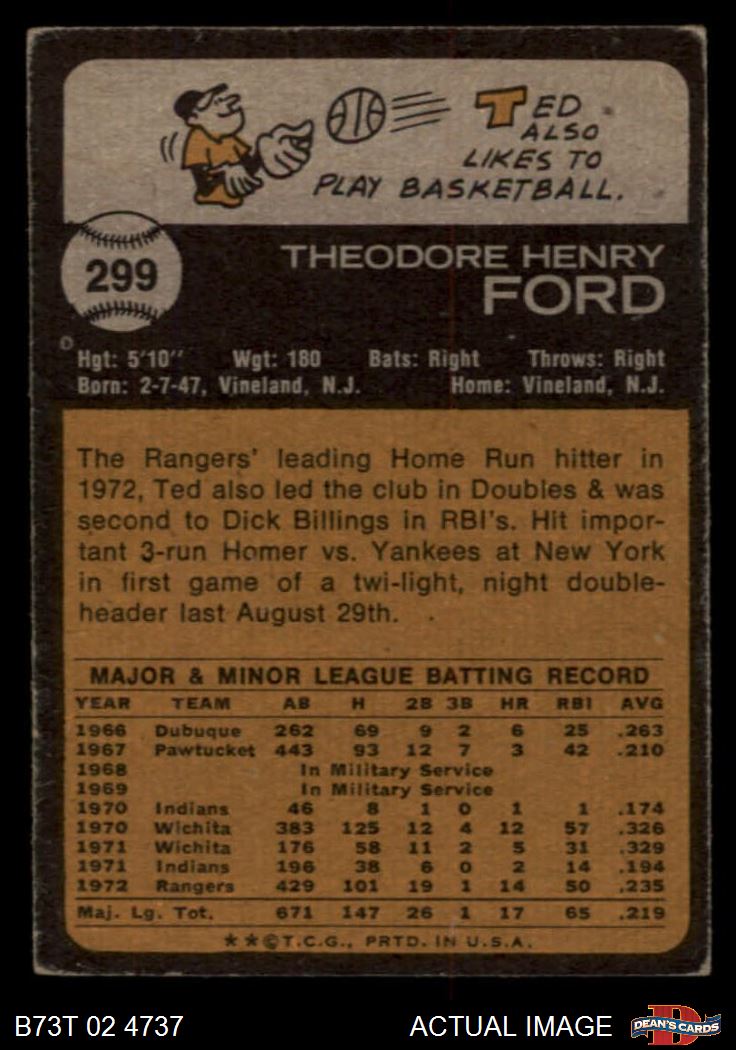 TED
ALSO
LIKES TO
PLAY BASKETBALL.
299
THEODORE HENRY
FORD
Hgt: 5'10" Wgt: 180 Bats: Right Throws: Right
Born: 2-7-47, Vineland, N.J. Home: Vineland, N.J.
The Rangers' leading Home Run hitter in
1972, Ted also led the club in Doubles & was
second to Dick Billings in RBI's. Hit impor-
tant 3-run Homer vs. Yankees at New York
in first game of a twi-light, night double-
header last August 29th.
MAJOR & MINOR LEAGUE BATTING RECORD
YEAR TEAM AB H 2B 3B HR RBI AVG
1966 Dubuque 262 69 9 2 6 25 .263
1967 Pawtucket 443 93 12 7 3 42 .210
1968 In Military Service
1969 In Military Service
1970 Indians 46 8 1 0 1 1 .174
1970 Wichita 383 125 12 4 12 57 .326
1971 Wichita 176 58 11 2 5 31 .329
1971 Indians 196 38 6 0 2 14 .194
1972 Rangers 429 101 19 1 14 50 .235
Maj. Lg. Tot. 671 147 26 1 17 65 .219
★★©T.C.G., PRTD. IN U.S.A.
B73T 02 4737 ACTUAL IMAGE D DEAN'S CARDS